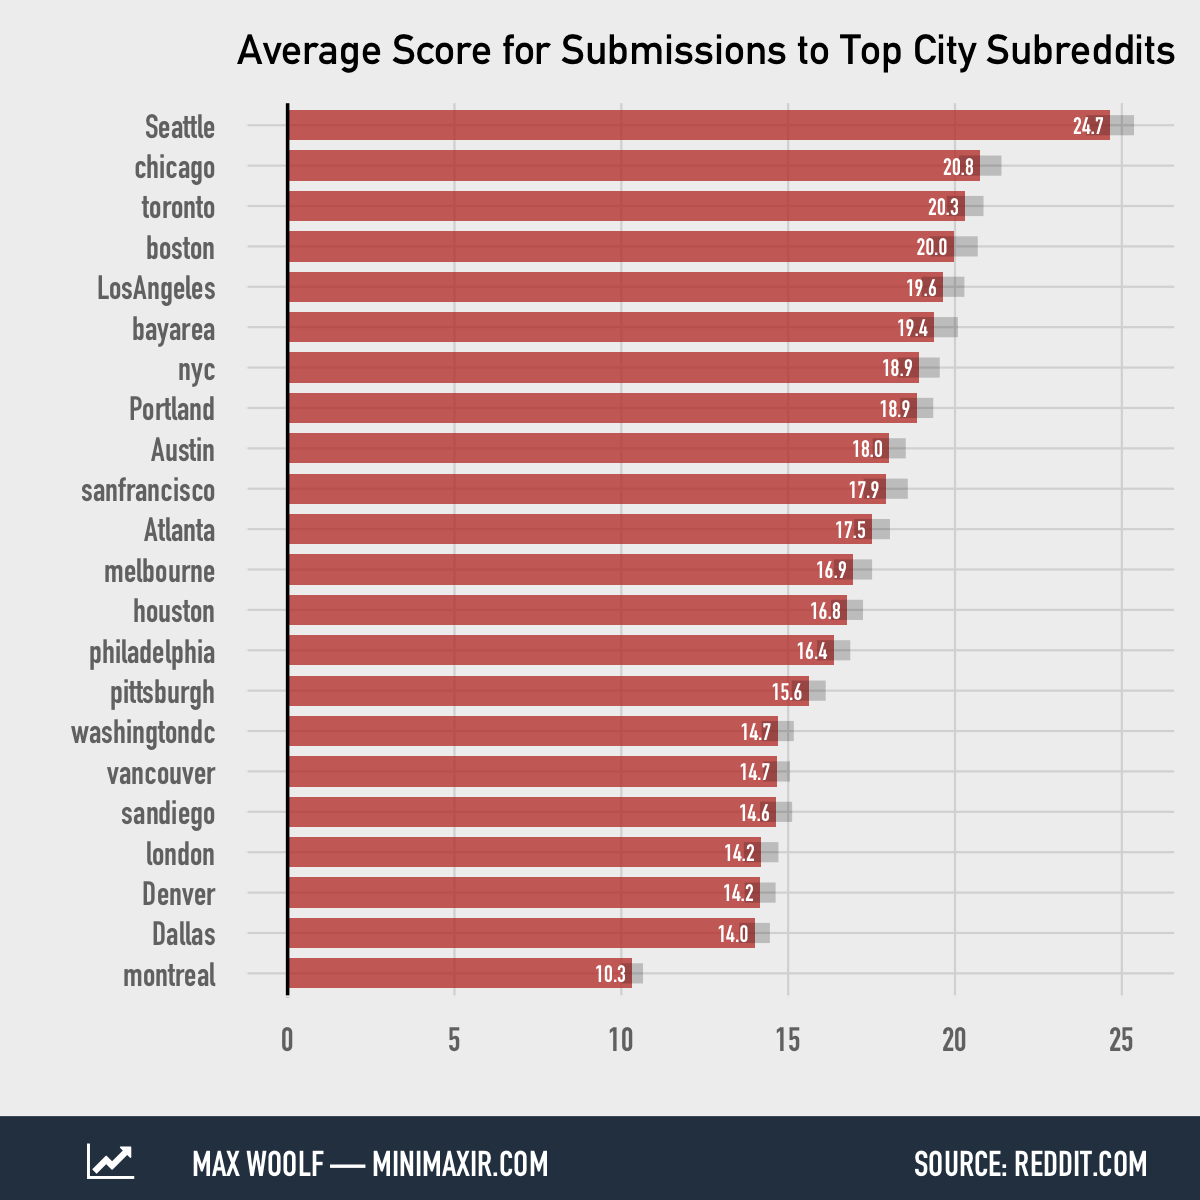 Average Score for Submissions to Top City Subreddits
Seattle 24.7
chicago 20.8
toronto 20.3
boston 20.0
LosAngeles 19.6
bayarea 19.4
nyc 18.9
Portland 18.9
Austin 18.0
sanfrancisco 17.9
Atlanta 17.5
melbourne 16.9
houston 16.8
philadelphia 16.4
pittsburgh 15.6
washingtondc 14.7
vancouver 14.7
sandiego 14.6
london 14.2
Denver 14.2
Dallas 14.0
montreal 10.3
0 5 10 15 20 25
MAX WOOLF — MINIMAXIR.COM SOURCE: REDDIT.COM